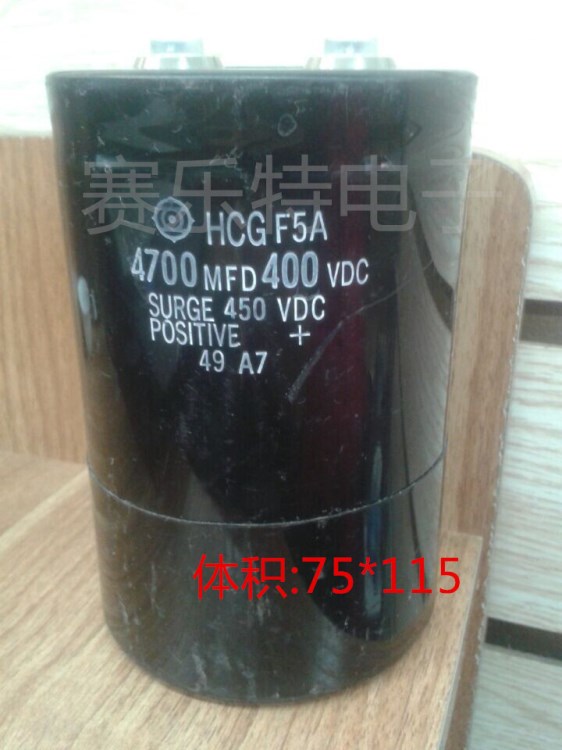 赛乐特电子
HCG F5A
4700 MFD 400 VDC
SURGE 450 VDC
POSITIVE +
49 A7
体积:75*115